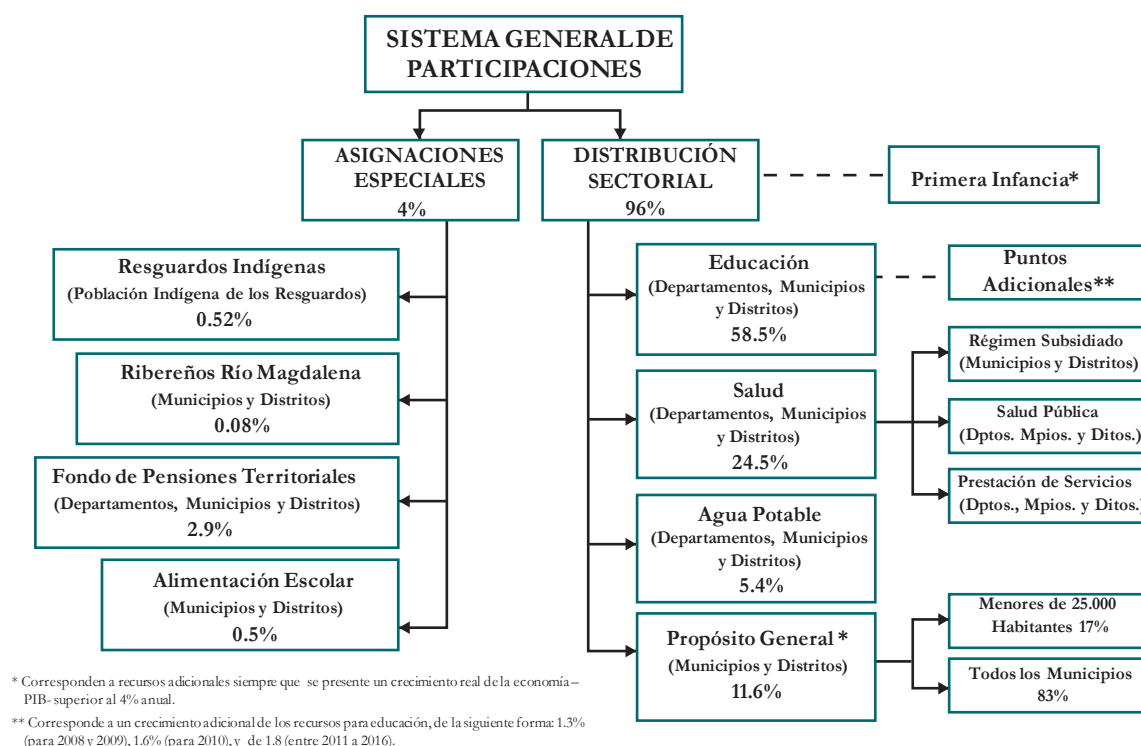 SISTEMA GENERAL DE
PARTICIPACIONES
ASIGNACIONES
ESPECIALES
4%
DISTRIBUCIÓN
SECTORIAL
96%
Primera Infancia*
Resguardos Indígenas
(Población Indígena de los Resguardos)
0.52%
Ribereños Río Magdalena
(Municipios y Distritos)
0.08%
Fondo de Pensiones Territoriales
(Departamentos, Municipios y Distritos)
2.9%
Alimentación Escolar
(Municipios y Distritos)
0.5%
Educación
(Departamentos, Municipios
y Distritos)
58.5%
Puntos
Adicionales**
Salud
(Departamentos, Municipios
y Distritos)
24.5%
Régimen Subsidiado
(Municipios y Distritos)
Salud Pública
(Dptos. Mpios. y Ditos.)
Prestación de Servicios
(Dptos., Mpios. y Ditos.)
Agua Potable
(Departamentos, Municipios
y Distritos)
5.4%
Propósito General *
(Municipios y Distritos)
11.6%
Menores de 25.000
Habitantes 17%
Todos los Municipios
83%
* Corresponden a recursos adicionales siempre que se presente un crecimiento real de la economía –
PIB- superior al 4% anual.
** Corresponde a un crecimiento adicional de los recursos para educación, de la siguiente forma: 1.3%
(para 2008 y 2009), 1.6% (para 2010), y de 1.8 (entre 2011 a 2016).